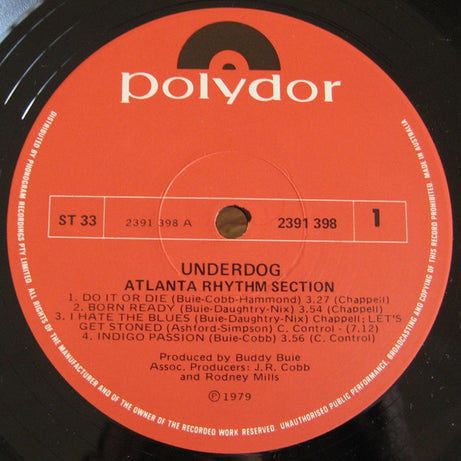 polydor
ST 33
2391 398 A
2391 398
1
UNDERDOG
ATLANTA RHYTHM SECTION
1. DO IT OR DIE (Buie-Cobb-Hammond) 3.27 (Chappell)
2. BORN READY (Buie-Daughtry-Nix) 3.54 (Chappell)
3. I HATE THE BLUES (Buie-Daughtry-Nix) Chappell; LET'S
GET STONED (Ashford-Simpson) C. Control - (7.12)
4. INDIGO PASSION (Buie-Cobb) 3.56 (C. Control)
Produced by Buddy Buie
Assoc. Producers: J.R. Cobb
and Rodney Mills
℗ 1979
DISTRIBUTED BY PHONOGRAM RECORDINGS PTY LIMITED. ALL RIGHTS OF THE MANUFACTURER AND OF THE OWNER OF THE RECORDED WORK RESERVED. UNAUTHORISED PUBLIC PERFORMANCE, BROADCASTING AND COPYING OF THIS RECORD PROHIBITED. MADE IN AUSTRALIA